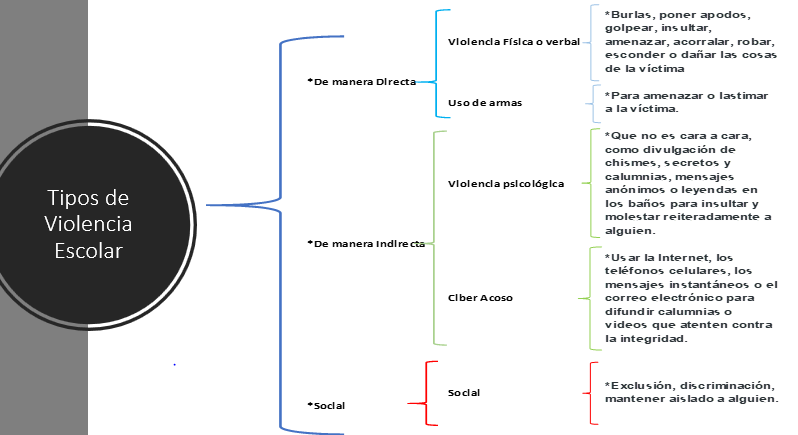 Tipos de
Violencia
Escolar
*De manera Directa
Violencia Física o verbal
*Burlas, poner apodos,
golpear, insultar,
amenazar, acorralar, robar,
esconder o dañar las cosas
de la víctima
Uso de armas
*Para amenazar o lastimar
a la víctima.
*De manera Indirecta
Violencia psicológica
*Que no es cara a cara,
como divulgación de
chismes, secretos y
calumnias, mensajes
anónimos o leyendas en
los baños para insultar y
molestar reiteradamente a
alguien.
Ciber Acoso
*Usar la Internet, los
teléfonos celulares, los
mensajes instantáneos o el
correo electrónico para
difundir calumnias o
videos que atenten contra
la integridad.
*Social
Social
*Exclusión, discriminación,
mantener aislado a alguien.